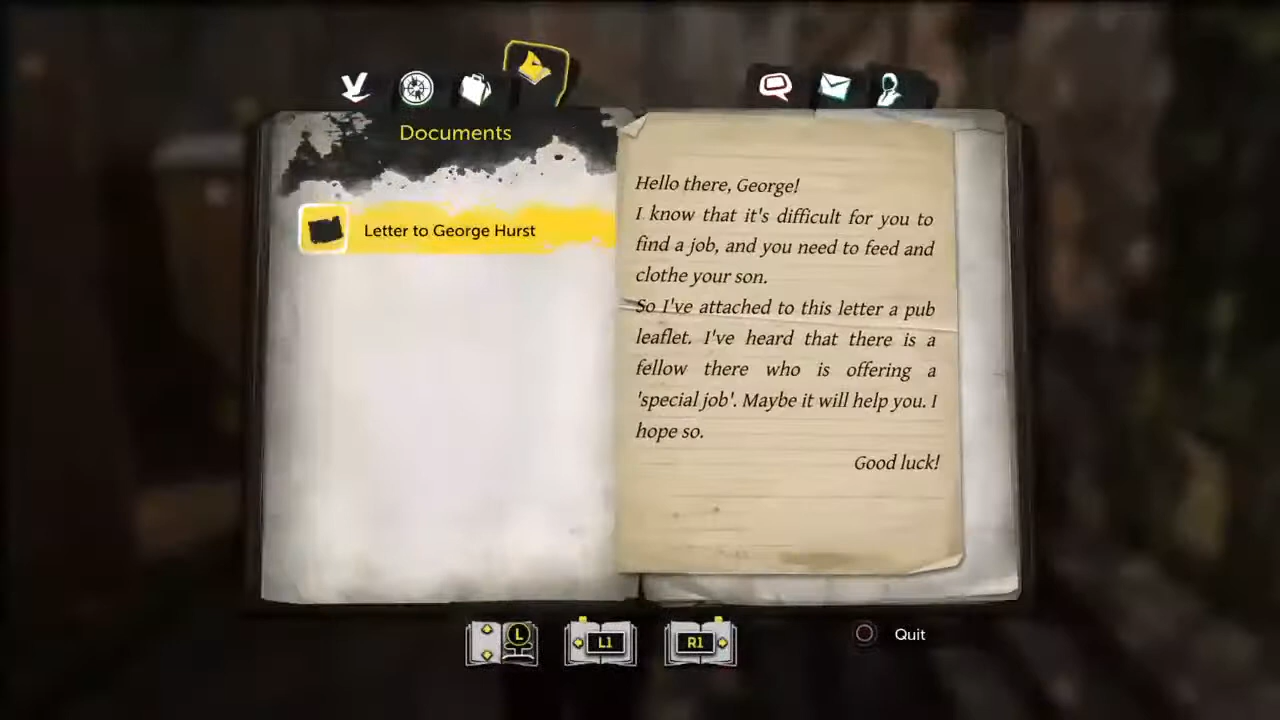 Documents
Letter to George Hurst
Hello there, George!
I know that it's difficult for you to
find a job, and you need to feed and
clothe your son.
So I've attached to this letter a pub
leaflet. I've heard that there is a
fellow there who is offering a
'special job'. Maybe it will help you. I
hope so.
Good luck!
L
L1
R1
Quit